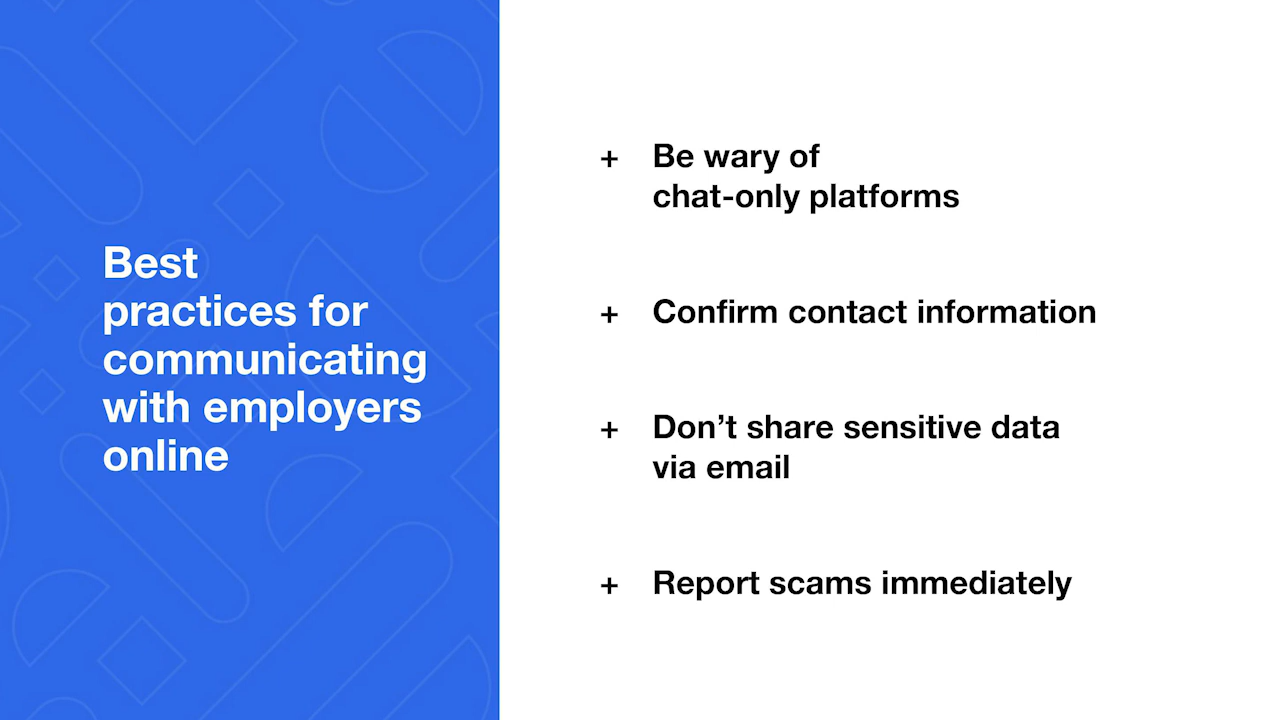 Best
practices for
communicating
with employers
online
+ Be wary of
chat-only platforms
+ Confirm contact information
+ Don’t share sensitive data
via email
+ Report scams immediately